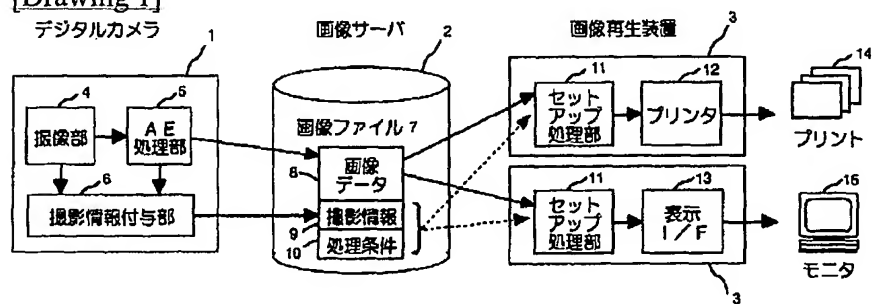 [Drawing 1]
デジタルカメラ
1
画像サーバ
2
画像再生装置
3
4
撮像部
5
AE
処理部
6
撮影情報付与部
画像ファイル 7
8
画像
データ
9
撮影情報
10
処理条件
11
セット
アップ
処理部
12
プリンタ
14
プリント
11
セット
アップ
処理部
13
表示
I/F
15
モニタ
3